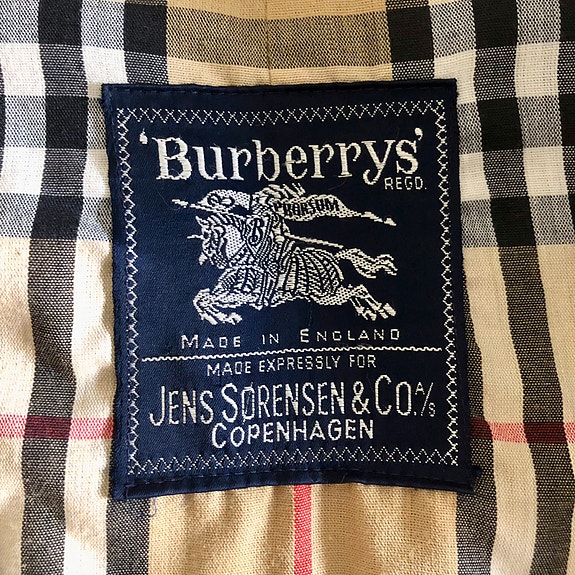 'Burberrys'
REGD.
PRORSUM
B
MADE IN ENGLAND
MADE EXPRESSLY FOR
JENS SØRENSEN & CO. A/S
COPENHAGEN